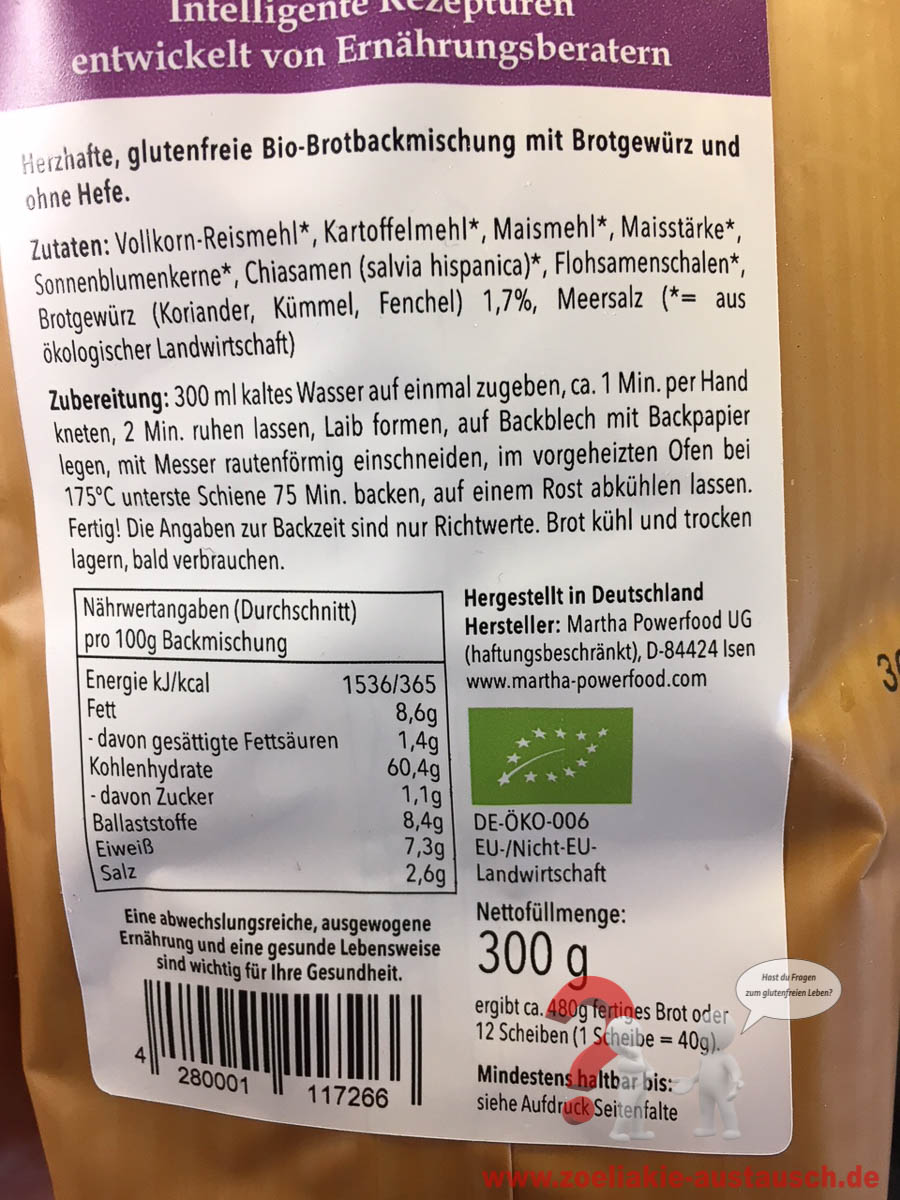 Intelligente Rezepturen
entwickelt von Ernährungsberatern
Herzhafte, glutenfreie Bio-Brotbackmischung mit Brotgewürz und
ohne Hefe.
Zutaten: Vollkorn-Reismehl*, Kartoffelmehl*, Maismehl*, Maisstärke*,
Sonnenblumenkerne*, Chiasamen (salvia hispanica)*, Flohsamenschalen*,
Brotgewürz (Koriander, Kümmel, Fenchel) 1,7%, Meersalz (*= aus
ökologischer Landwirtschaft)
Zubereitung: 300 ml kaltes Wasser auf einmal zugeben, ca. 1 Min. per Hand
kneten, 2 Min. ruhen lassen, Laib formen, auf Backblech mit Backpapier
legen, mit Messer rautenförmig einschneiden, im vorgeheizten Ofen bei
175°C unterste Schiene 75 Min. backen, auf einem Rost abkühlen lassen.
Fertig! Die Angaben zur Backzeit sind nur Richtwerte. Brot kühl und trocken
lagern, bald verbrauchen.
Nährwertangaben (Durchschnitt)
pro 100g Backmischung
Energie kJ/kcal 1536/365
Fett 8,6g
- davon gesättigte Fettsäuren 1,4g
Kohlenhydrate 60,4g
- davon Zucker 1,1g
Ballaststoffe 8,4g
Eiweiß 7,3g
Salz 2,6g
Eine abwechslungsreiche, ausgewogene
Ernährung und eine gesunde Lebensweise
sind wichtig für Ihre Gesundheit.
4 280001 117266
Hergestellt in Deutschland
Hersteller: Martha Powerfood UG
(haftungsbeschränkt), D-84424 Isen
www.martha-powerfood.com
DE-ÖKO-006
EU-/Nicht-EU-
Landwirtschaft
Nettofüllmenge:
300 g
ergibt ca. 480g fertiges Brot oder
12 Scheiben (1 Scheibe = 40g).
Mindestens haltbar bis:
siehe Aufdruck Seitenfalte
Hast du Fragen
zum glutenfreien Leben?
www.zoeliakie-austausch.de